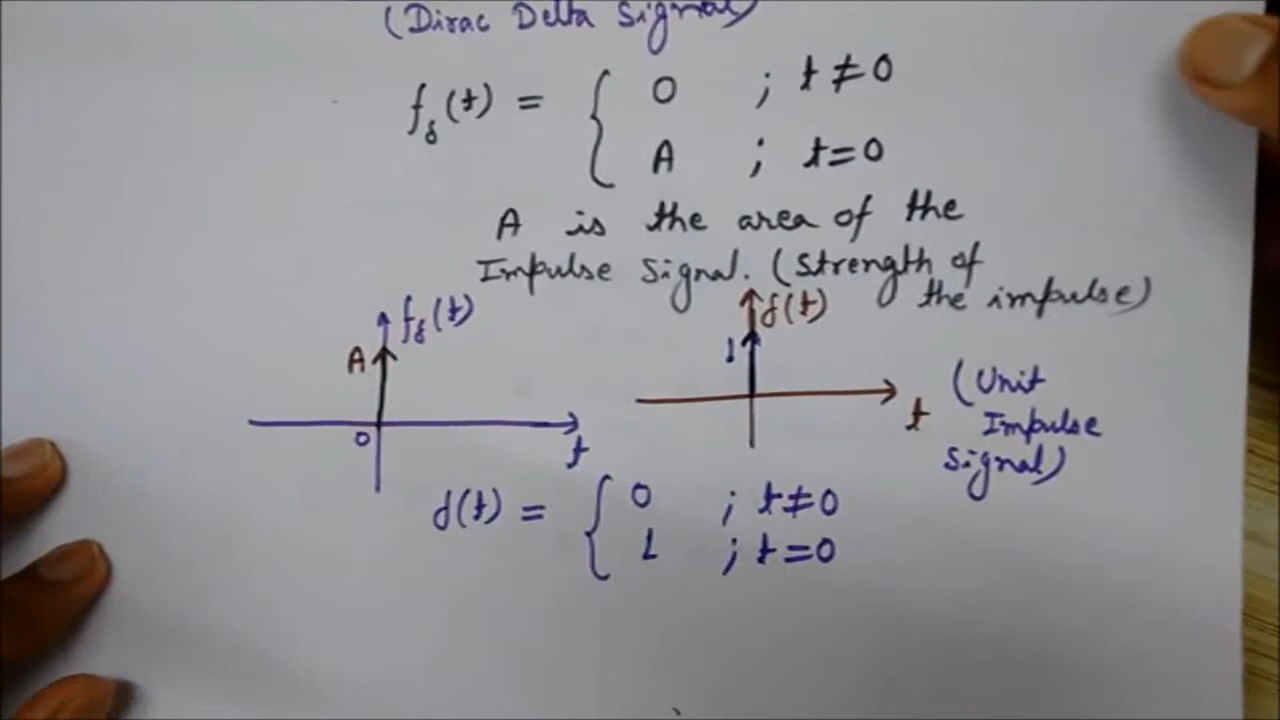 (Dirac Delta Signal)
fδ(t) = { 0 ; t≠0
A ; t=0
A is the area of the
Impulse Signal. (Strength of
the impulse)
fδ(t)
A
0
t
δ(t)
1
t
(Unit
Impulse
Signal)
δ(t) = { 0 ; t≠0
1 ; t=0